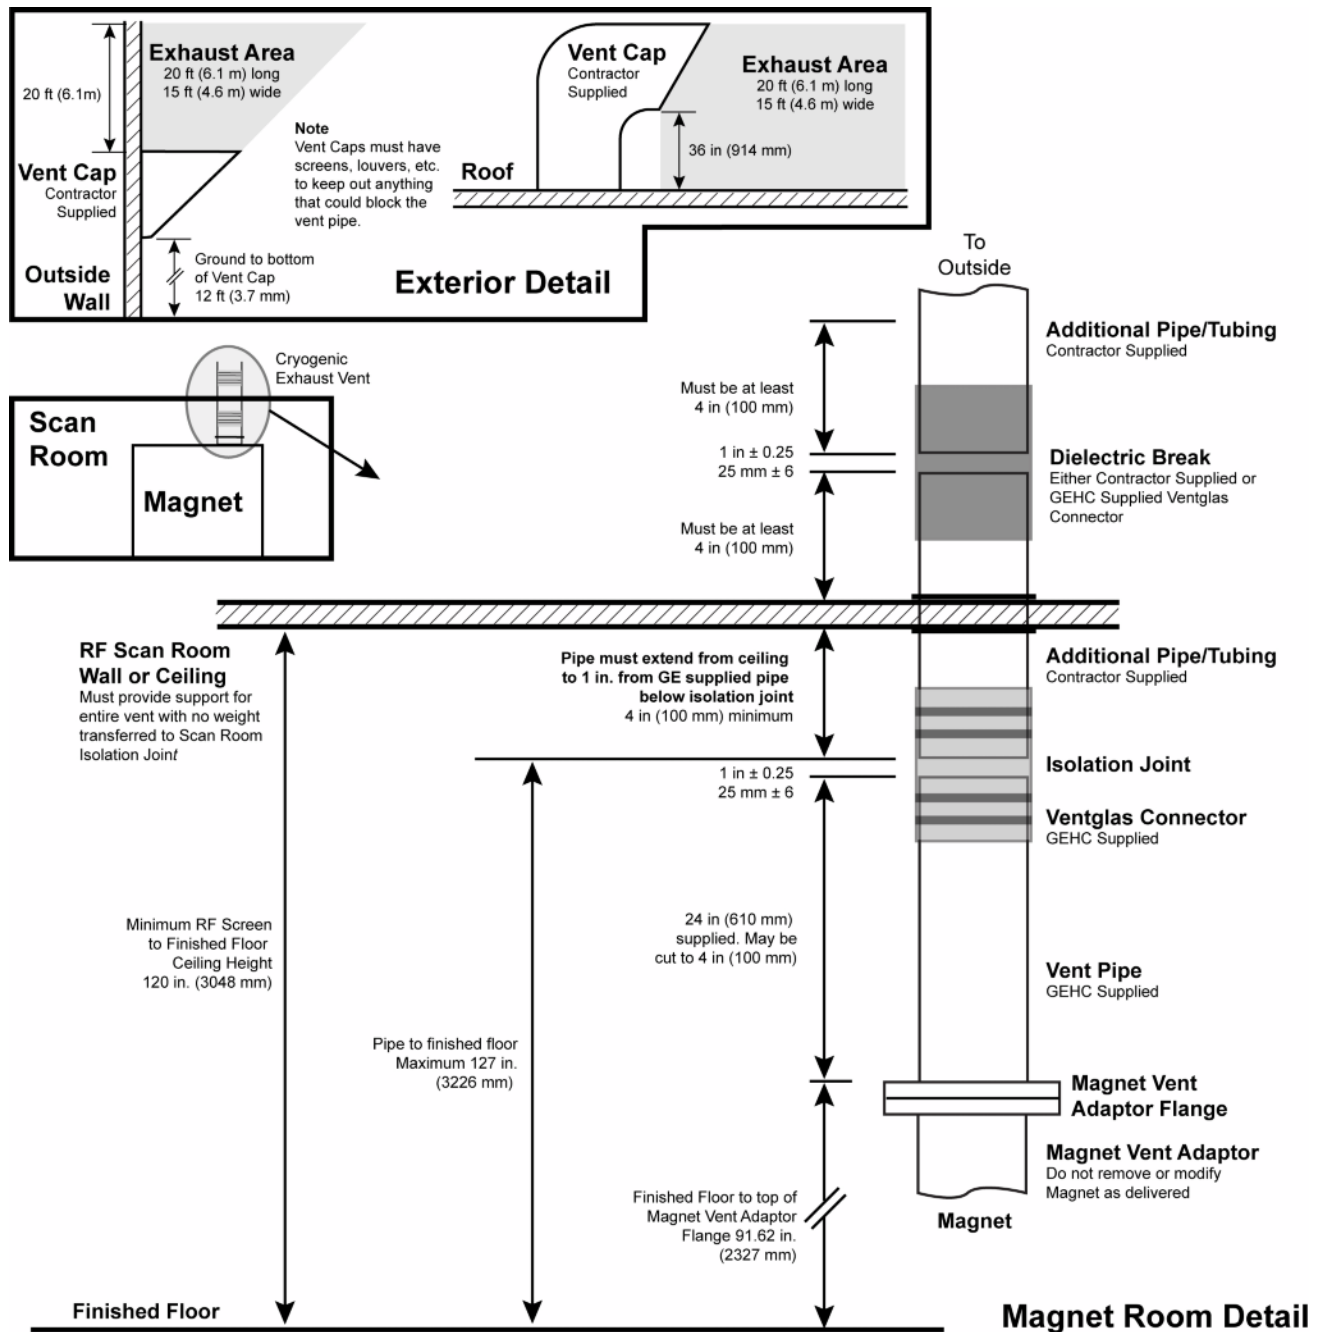 Exhaust Area
20 ft (6.1 m) long
15 ft (4.6 m) wide
20 ft (6.1m)
Vent Cap
Contractor
Supplied
Outside
Wall
Ground to bottom
of Vent Cap
12 ft (3.7 mm)
Note
Vent Caps must have
screens, louvers, etc.
to keep out anything
that could block the
vent pipe.
Vent Cap
Contractor
Supplied
Exhaust Area
20 ft (6.1 m) long
15 ft (4.6 m) wide
36 in (914 mm)
Roof
Exterior Detail
Cryogenic
Exhaust Vent
Scan
Room
Magnet
To
Outside
Additional Pipe/Tubing
Contractor Supplied
Must be at least
4 in (100 mm)
1 in ± 0.25
25 mm ± 6
Dielectric Break
Either Contractor Supplied or
GEHC Supplied Ventglas
Connector
Must be at least
4 in (100 mm)
RF Scan Room
Wall or Ceiling
Must provide support for
entire vent with no weight
transferred to Scan Room
Isolation Joint
Pipe must extend from ceiling
to 1 in. from GE supplied pipe
below isolation joint
4 in (100 mm) minimum
Additional Pipe/Tubing
Contractor Supplied
1 in ± 0.25
25 mm ± 6
Isolation Joint
Ventglas Connector
GEHC Supplied
Minimum RF Screen
to Finished Floor
Ceiling Height
120 in. (3048 mm)
24 in (610 mm)
supplied. May be
cut to 4 in (100 mm)
Vent Pipe
GEHC Supplied
Pipe to finished floor
Maximum 127 in.
(3226 mm)
Magnet Vent
Adaptor Flange
Magnet Vent Adaptor
Do not remove or modify
Magnet as delivered
Magnet
Finished Floor to top of
Magnet Vent Adaptor
Flange 91.62 in.
(2327 mm)
Finished Floor
Magnet Room Detail